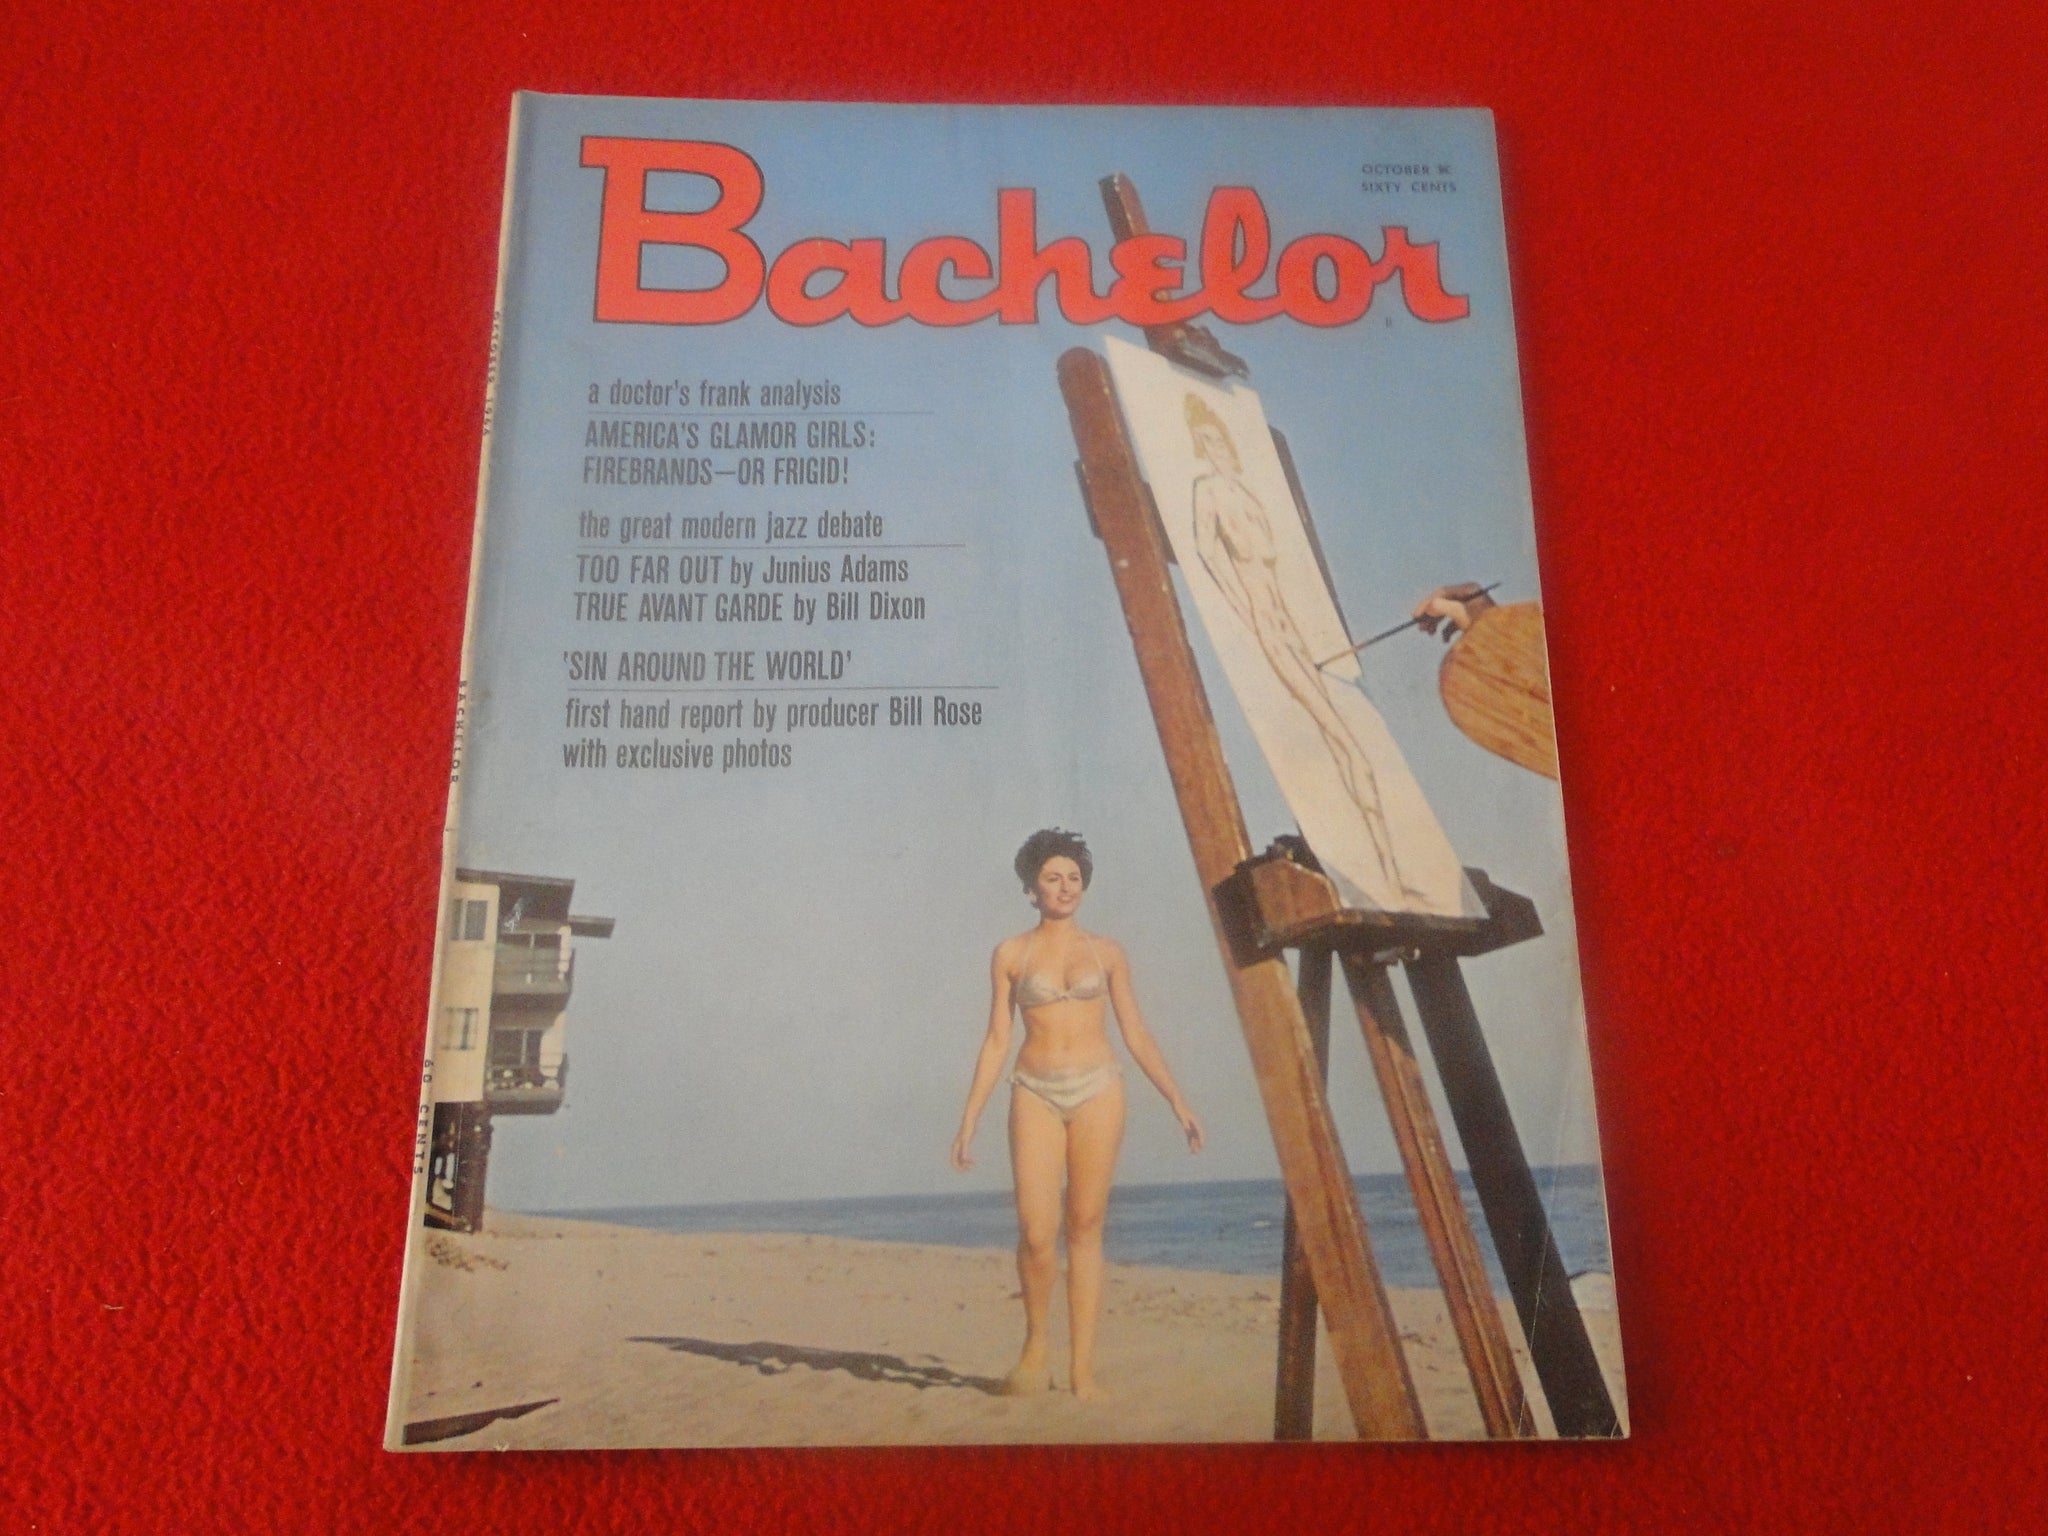 OCTOBER
SIXTY CENTS
Bachelor
a doctor's frank analysis
AMERICA'S GLAMOR GIRLS:
FIREBRANDS—OR FRIGID!
the great modern jazz debate
TOO FAR OUT by Junius Adams
TRUE AVANT GARDE by Bill Dixon
'SIN AROUND THE WORLD'
first hand report by producer Bill Rose
with exclusive photos
OCTOBER 1964
BACHELOR
60 CENTS